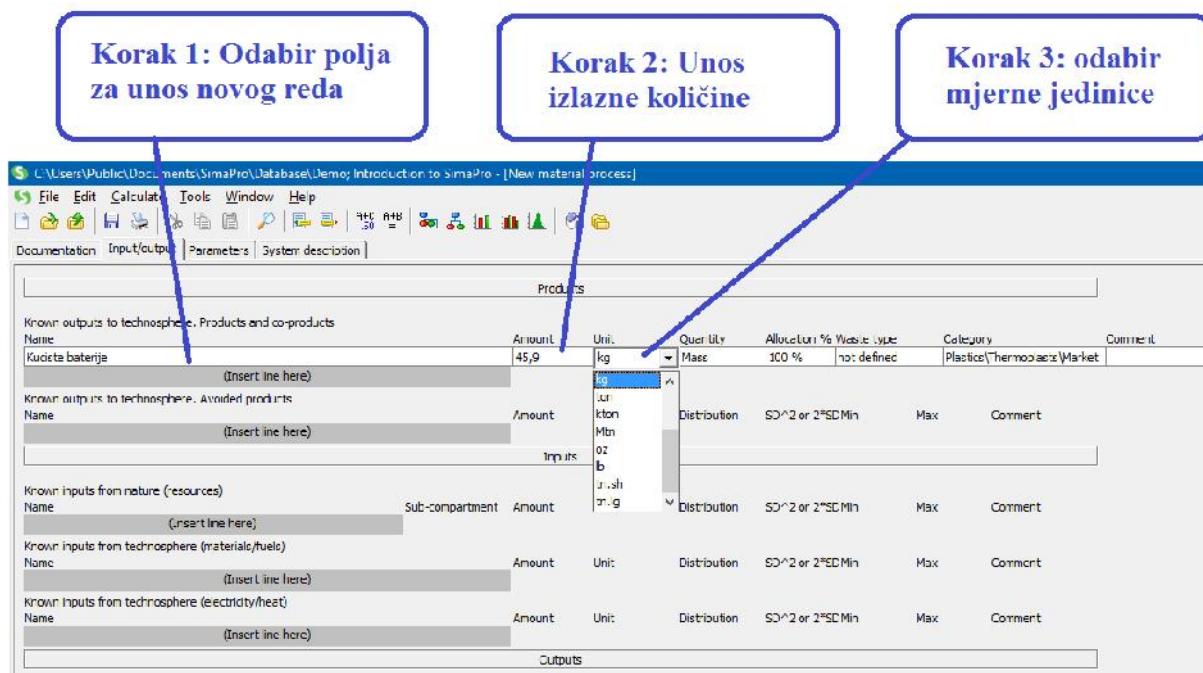 Korak 1: Odabir polja
za unos novog reda
Korak 2: Unos
izlazne količine
Korak 3: odabir
mjerne jedinice
C:\Users\Public\Documents\SimaPro\Database\Demo; Introduction to SimaPro - [New material process]
File Edit Calculate Tools Window Help
Documentation Input/output Parameters System description
Products
Known outputs to technosphere. Products and co-products
Name Amount Unit Quantity Allocation % Waste type Category Comment
Kuciste baterije 45,9 kg Mass 100 % not defined Plastics\Thermoplasts\Market
(Insert line here)
kg
ton
kton
Mtn
oz
lb
tn.sh
tn.lg
Known outputs to technosphere. Avoided products
Name Amount Distribution SD^2 or 2*SD Min Max Comment
(Insert line here)
Inputs
Known inputs from nature (resources)
Name Sub-compartment Amount Distribution SD^2 or 2*SD Min Max Comment
(Insert line here)
Known inputs from technosphere (materials/fuels)
Name Amount Unit Distribution SD^2 or 2*SD Min Max Comment
(Insert line here)
Known inputs from technosphere (electricity/heat)
Name Amount Unit Distribution SD^2 or 2*SD Min Max Comment
(Insert line here)
Outputs